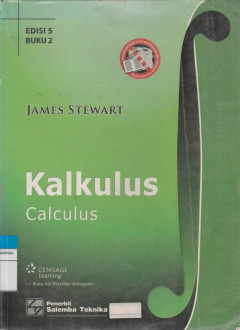 EDISI 5
BUKU 2
JAMES STEWART
Kalkulus
Calculus
CENGAGE
Learning
Penerbit
Salemba Teknika